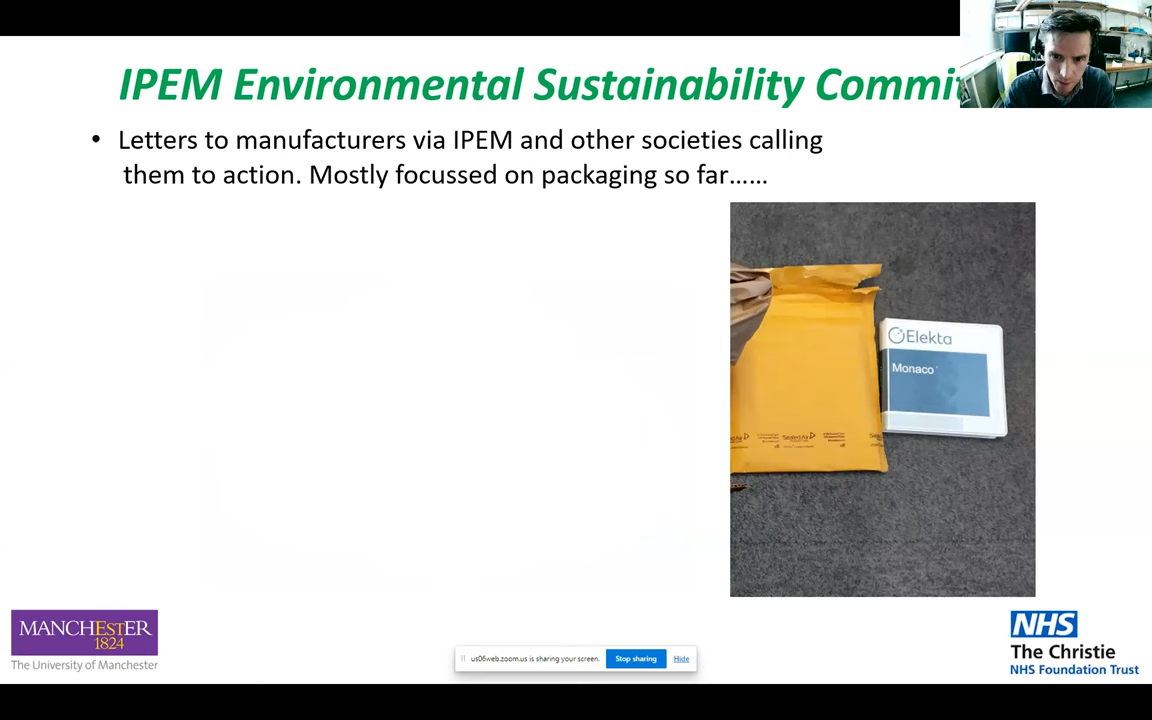 IPEM Environmental Sustainability Commit
• Letters to manufacturers via IPEM and other societies calling
them to action. Mostly focussed on packaging so far……
Elekta
Monaco
SealedAir
MANCHESTER
1824
The University of Manchester
us06web.zoom.us is sharing your screen.
Stop sharing
Hide
NHS
The Christie
NHS Foundation Trust